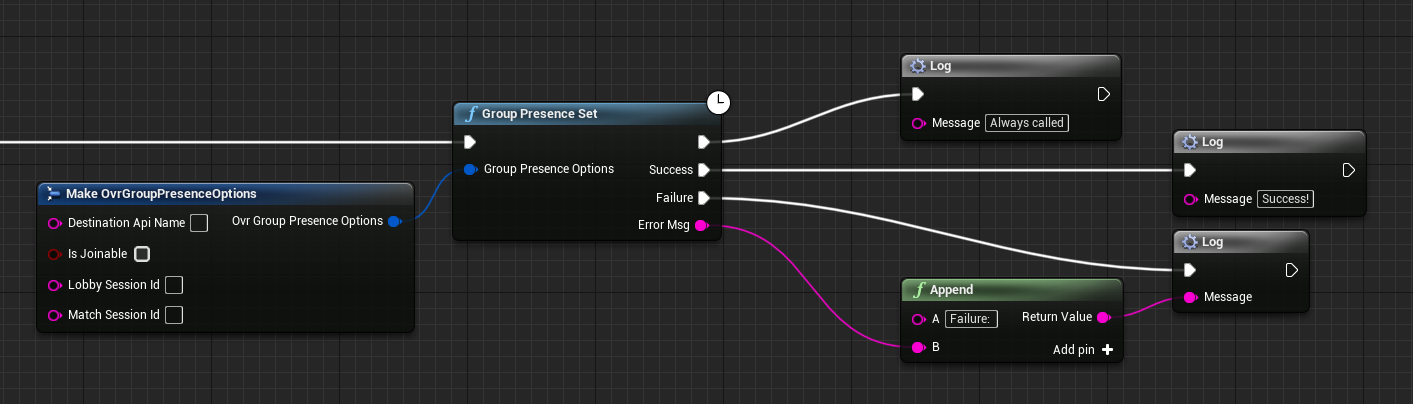 Log
Message Always called
Group Presence Set
Group Presence Options
Success
Failure
Error Msg
Make OvrGroupPresenceOptions
Destination Api Name
Ovr Group Presence Options
Is Joinable
Lobby Session Id
Match Session Id
Log
Message Success!
Log
Message
Append
A Failure:
Return Value
B
Add pin